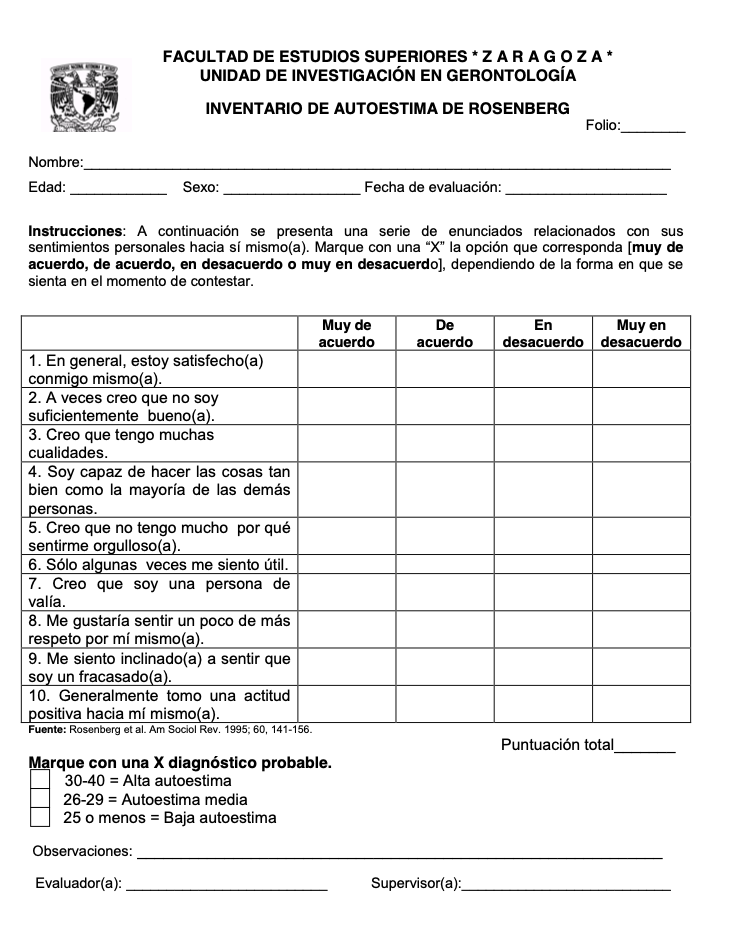 FACULTAD DE ESTUDIOS SUPERIORES * Z A R A G O Z A *
UNIDAD DE INVESTIGACIÓN EN GERONTOLOGÍA
INVENTARIO DE AUTOESTIMA DE ROSENBERG
Folio:________
Nombre:____________________________________________________________________________
Edad: ____________ Sexo: _________________ Fecha de evaluación: ____________________
Instrucciones: A continuación se presenta una serie de enunciados relacionados con sus
sentimientos personales hacia sí mismo(a). Marque con una “X” la opción que corresponda [muy de
acuerdo, de acuerdo, en desacuerdo o muy en desacuerdo], dependiendo de la forma en que se
sienta en el momento de contestar.
Muy de acuerdo
De acuerdo
En desacuerdo
Muy en desacuerdo
1. En general, estoy satisfecho(a)
conmigo mismo(a).
2. A veces creo que no soy
suficientemente bueno(a).
3. Creo que tengo muchas
cualidades.
4. Soy capaz de hacer las cosas tan
bien como la mayoría de las demás
personas.
5. Creo que no tengo mucho por qué
sentirme orgulloso(a).
6. Sólo algunas veces me siento útil.
7. Creo que soy una persona de
valía.
8. Me gustaría sentir un poco de más
respeto por mí mismo(a).
9. Me siento inclinado(a) a sentir que
soy un fracasado(a).
10. Generalmente tomo una actitud
positiva hacia mí mismo(a).
Fuente: Rosenberg et al. Am Sociol Rev. 1995; 60, 141-156.
Puntuación total_______
Marque con una X diagnóstico probable.
30-40 = Alta autoestima
26-29 = Autoestima media
25 o menos = Baja autoestima
Observaciones: __________________________________________________________________
Evaluador(a): _________________________ Supervisor(a):__________________________